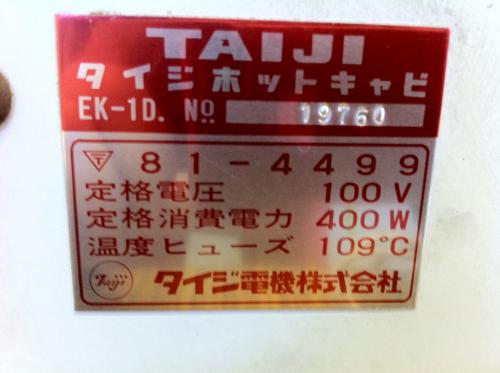 TAIJI
タイジホットキャビ
EK-1D. No 19760
〒 81-4499
定格電圧 100V
定格消費電力 400W
温度ヒューズ 109°C
Taiji タイジ電機株式会社